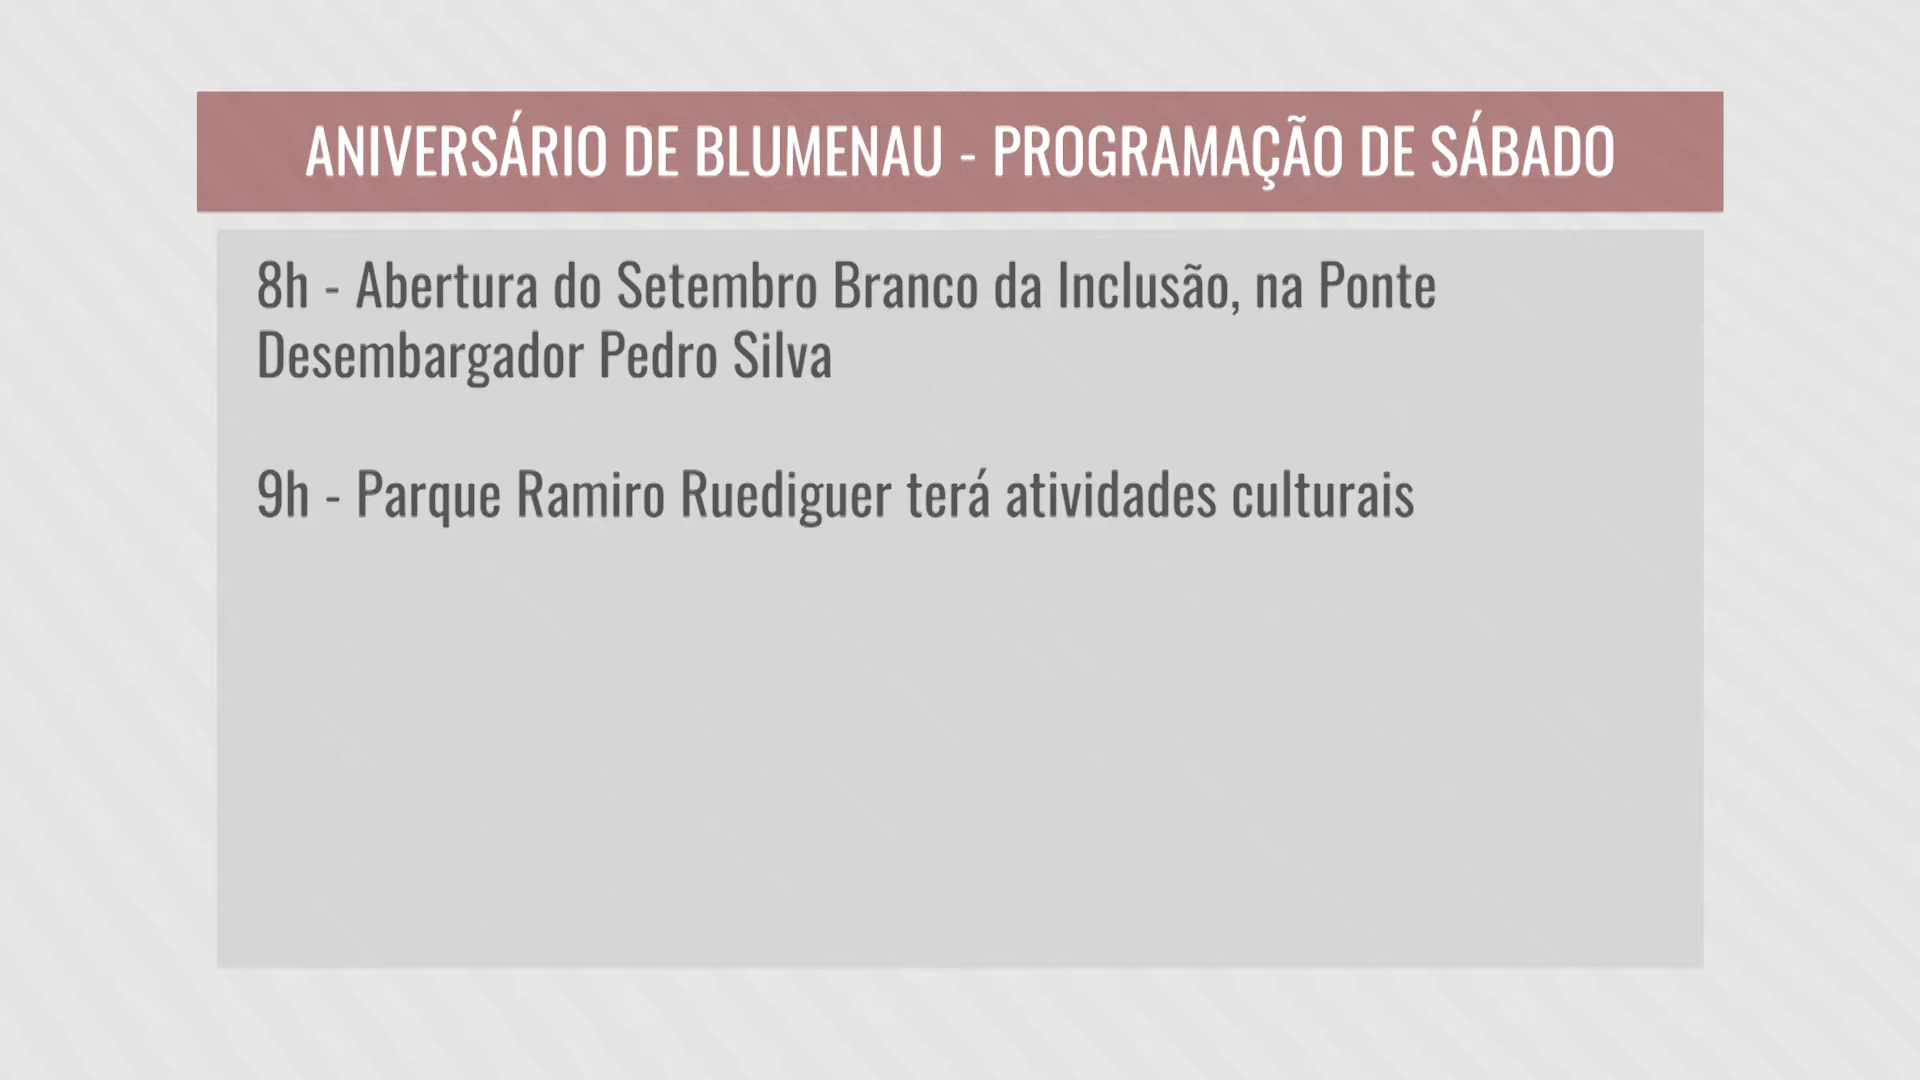 ANIVERSÁRIO DE BLUMENAU - PROGRAMAÇÃO DE SÁBADO
8h - Abertura do Setembro Branco da Inclusão, na Ponte
Desembargador Pedro Silva
9h - Parque Ramiro Ruediguer terá atividades culturais